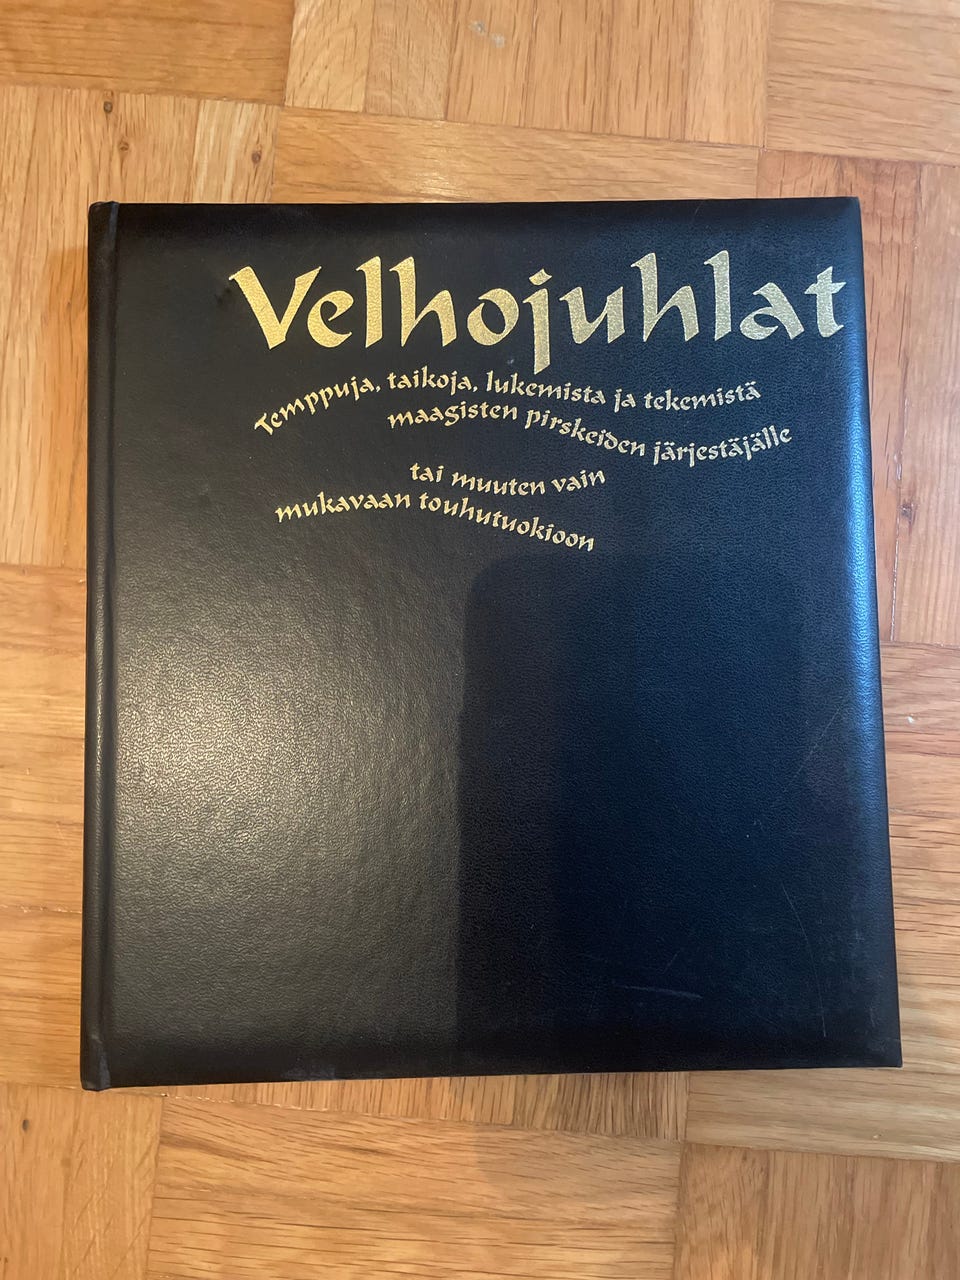 Velhojuhlat
Temppuja, taikoja, lukemista ja tekemistä
maagisten pirskeiden järjestäjälle
tai muuten vain
mukavaan touhutuokioon